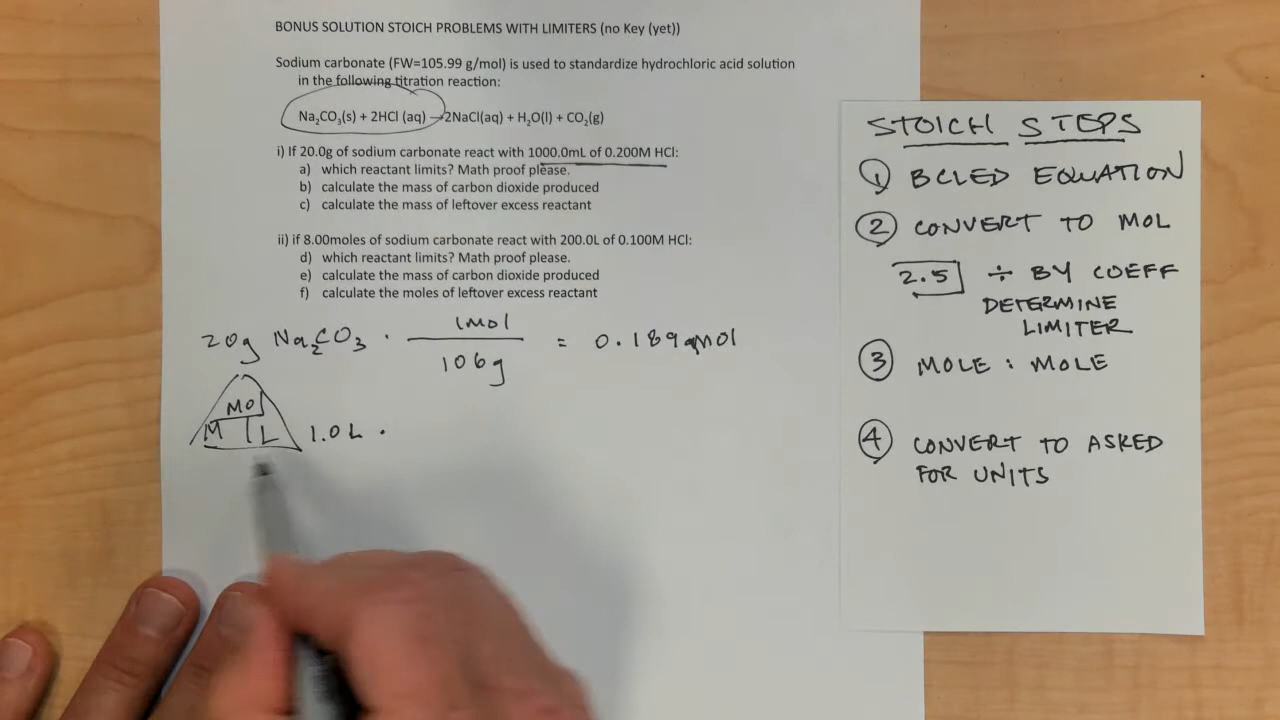 BONUS SOLUTION STOICH PROBLEMS WITH LIMITERS (no Key (yet))
Sodium carbonate (FW=105.99 g/mol) is used to standardize hydrochloric acid solution
in the following titration reaction:
Na₂CO₃(s) + 2HCl (aq) → 2NaCl(aq) + H₂O(l) + CO₂(g)
i) If 20.0g of sodium carbonate react with 1000.0mL of 0.200M HCl:
a) which reactant limits? Math proof please.
b) calculate the mass of carbon dioxide produced
c) calculate the mass of leftover excess reactant
ii) if 8.00moles of sodium carbonate react with 200.0L of 0.100M HCl:
d) which reactant limits? Math proof please.
e) calculate the mass of carbon dioxide produced
f) calculate the moles of leftover excess reactant
20g Na₂CO₃ · 1mol / 106g = 0.189 mol
mol
M L 1.0L ·
STOICH STEPS
① BCLED EQUATION
② CONVERT TO MOL
2.5 ÷ BY COEFF
DETERMINE
LIMITER
③ MOLE : MOLE
④ CONVERT TO ASKED
FOR UNITS